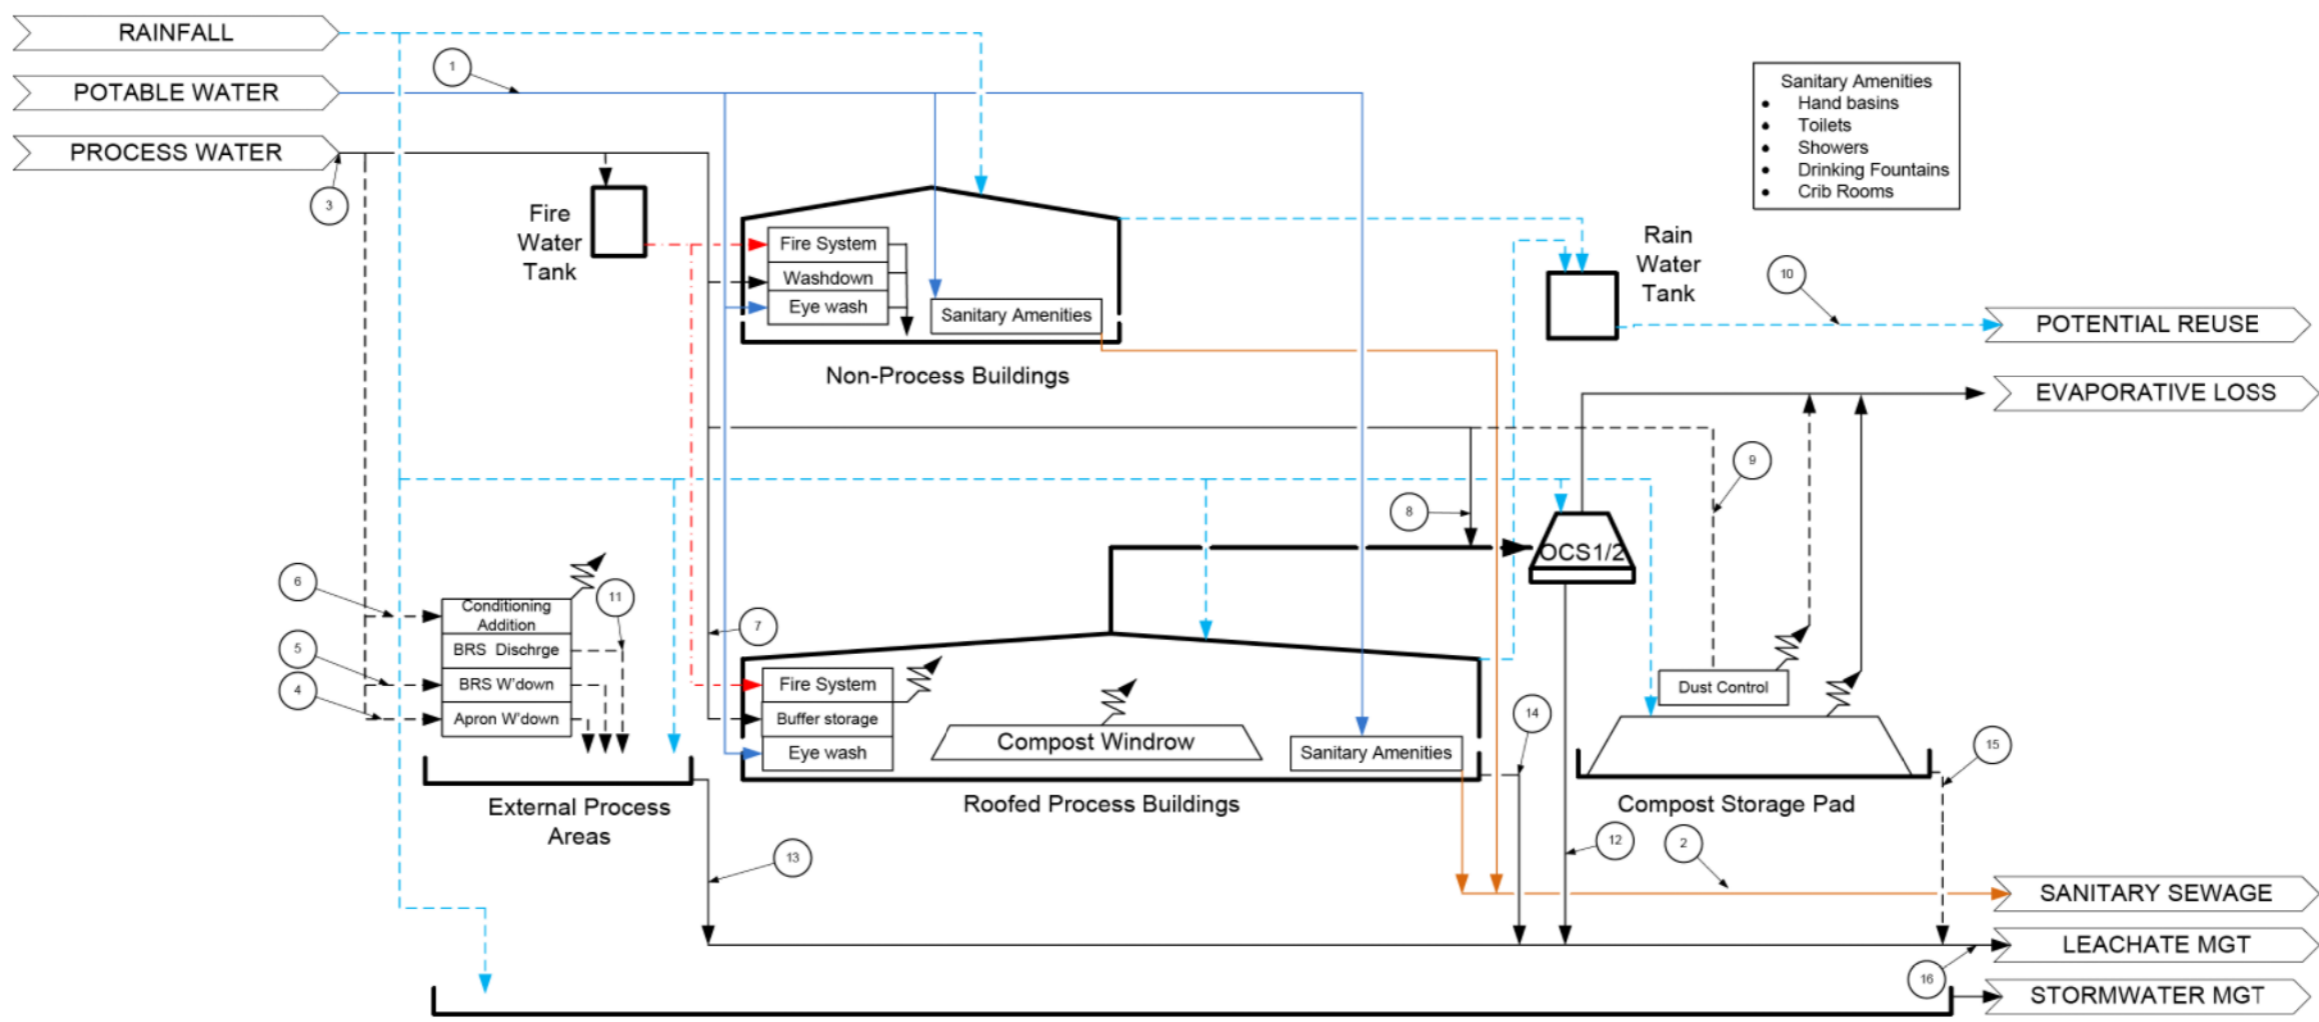 RAINFALL
POTABLE WATER
PROCESS WATER
1
3
Sanitary Amenities
• Hand basins
• Toilets
• Showers
• Drinking Fountains
• Crib Rooms
Fire
Water
Tank
Fire System
Washdown
Eye wash
Sanitary Amenities
Non-Process Buildings
Rain
Water
Tank
10
POTENTIAL REUSE
EVAPORATIVE LOSS
9
8
OCS1/2
6
5
4
11
Conditioning
Addition
BRS Dischrge
BRS W'down
Apron W'down
External Process
Areas
7
Fire System
Buffer storage
Eye wash
Compost Windrow
Sanitary Amenities
Roofed Process Buildings
14
Dust Control
15
Compost Storage Pad
13
12
2
SANITARY SEWAGE
LEACHATE MGT
16
STORMWATER MGT